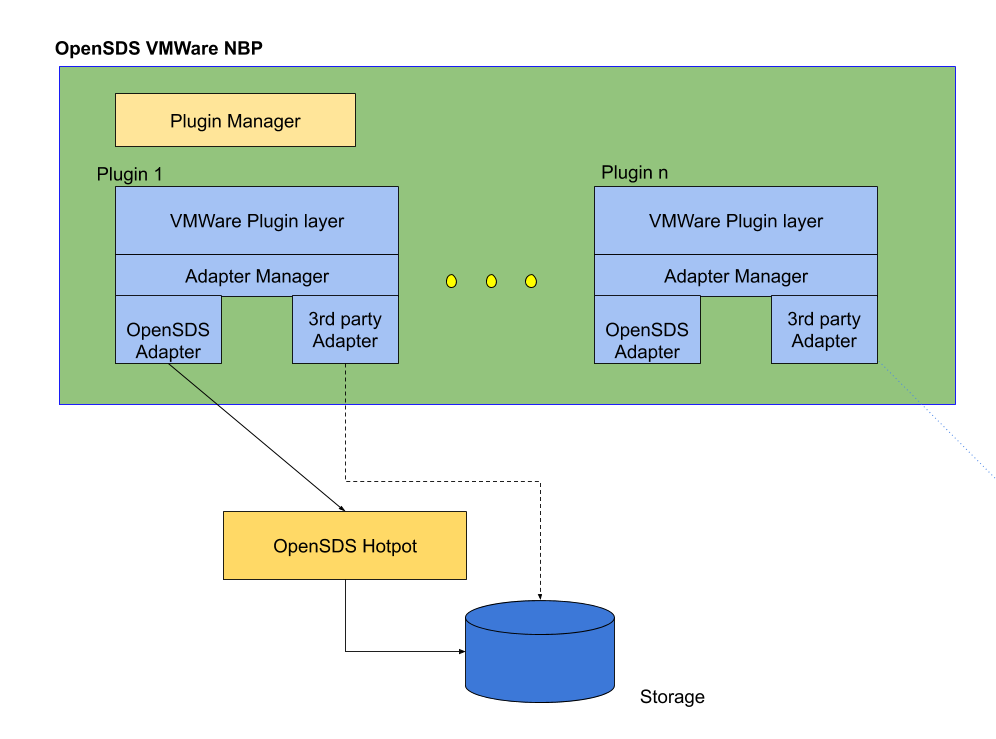 OpenSDS VMWare NBP
Plugin Manager
Plugin 1
VMWare Plugin layer
Adapter Manager
OpenSDS
Adapter
3rd party
Adapter
Plugin n
VMWare Plugin layer
Adapter Manager
OpenSDS
Adapter
3rd party
Adapter
OpenSDS Hotpot
Storage